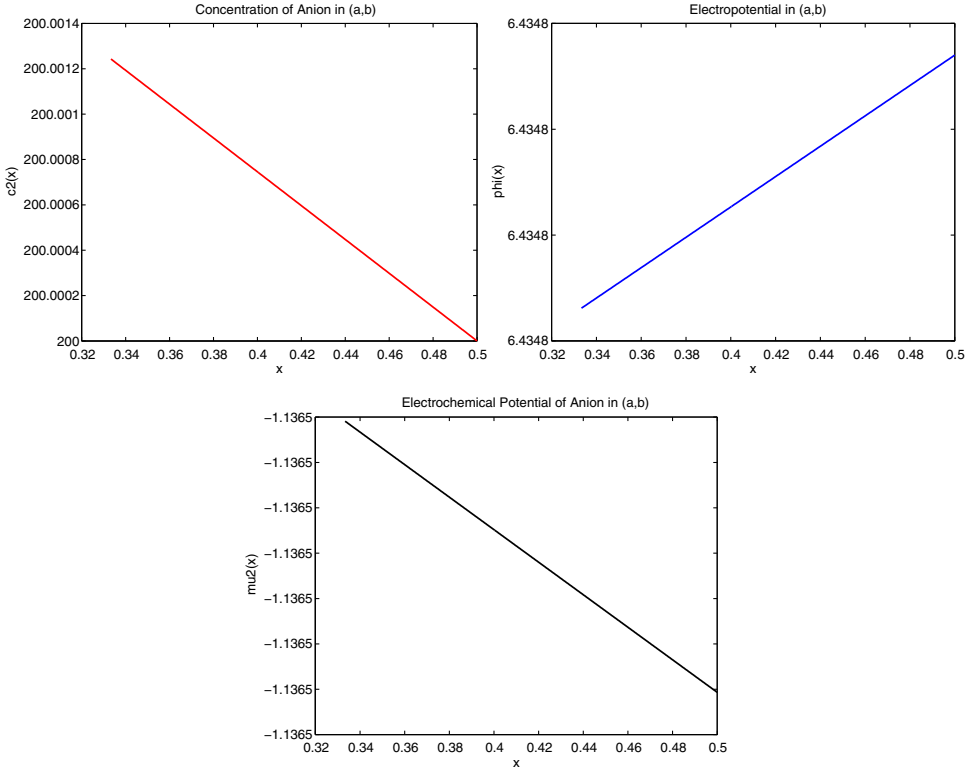 Concentration of Anion in (a,b)
200.0014
200.0012
200.001
200.0008
200.0006
200.0004
200.0002
200
c2(x)
0.32 0.34 0.36 0.38 0.4 0.42 0.44 0.46 0.48 0.5
x
Electropotential in (a,b)
6.4348
6.4348
6.4348
6.4348
phi(x)
0.32 0.34 0.36 0.38 0.4 0.42 0.44 0.46 0.48 0.5
x
Electrochemical Potential of Anion in (a,b)
−1.1365
−1.1365
−1.1365
−1.1365
−1.1365
−1.1365
−1.1365
−1.1365
mu2(x)
0.32 0.34 0.36 0.38 0.4 0.42 0.44 0.46 0.48 0.5
x